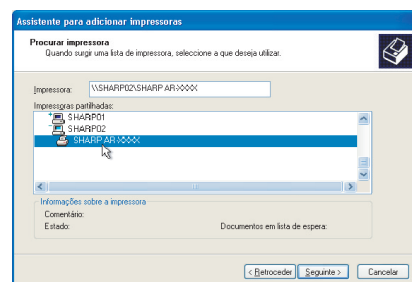 Assistente para adicionar impressoras
Procurar impressora
Quando surgir uma lista de impressora, seleccione a que deseja utilizar.
Impressora: \\SHARP02\SHARP AR-XXXX
Impressoras partilhadas:
SHARP01
SHARP02
SHARP AR-XXXX
Informações sobre a impressora
Comentário:
Estado: Documentos em lista de espera:
< Retroceder Seguinte > Cancelar